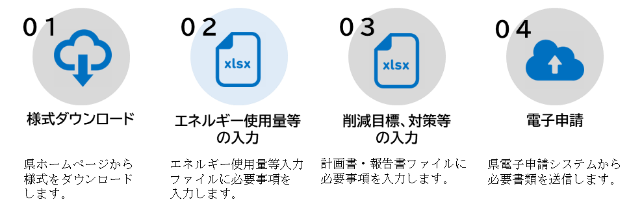 01
様式ダウンロード
県ホームページから
様式をダウンロード
します。
02
xlsx
エネルギー使用量等
の入力
エネルギー使用量等入力
ファイルに必要事項を
入力します。
03
xlsx
削減目標、対策等
の入力
計画書・報告書ファイルに
必要事項を入力します。
04
電子申請
県電子申請システムから
必要書類を送信します。